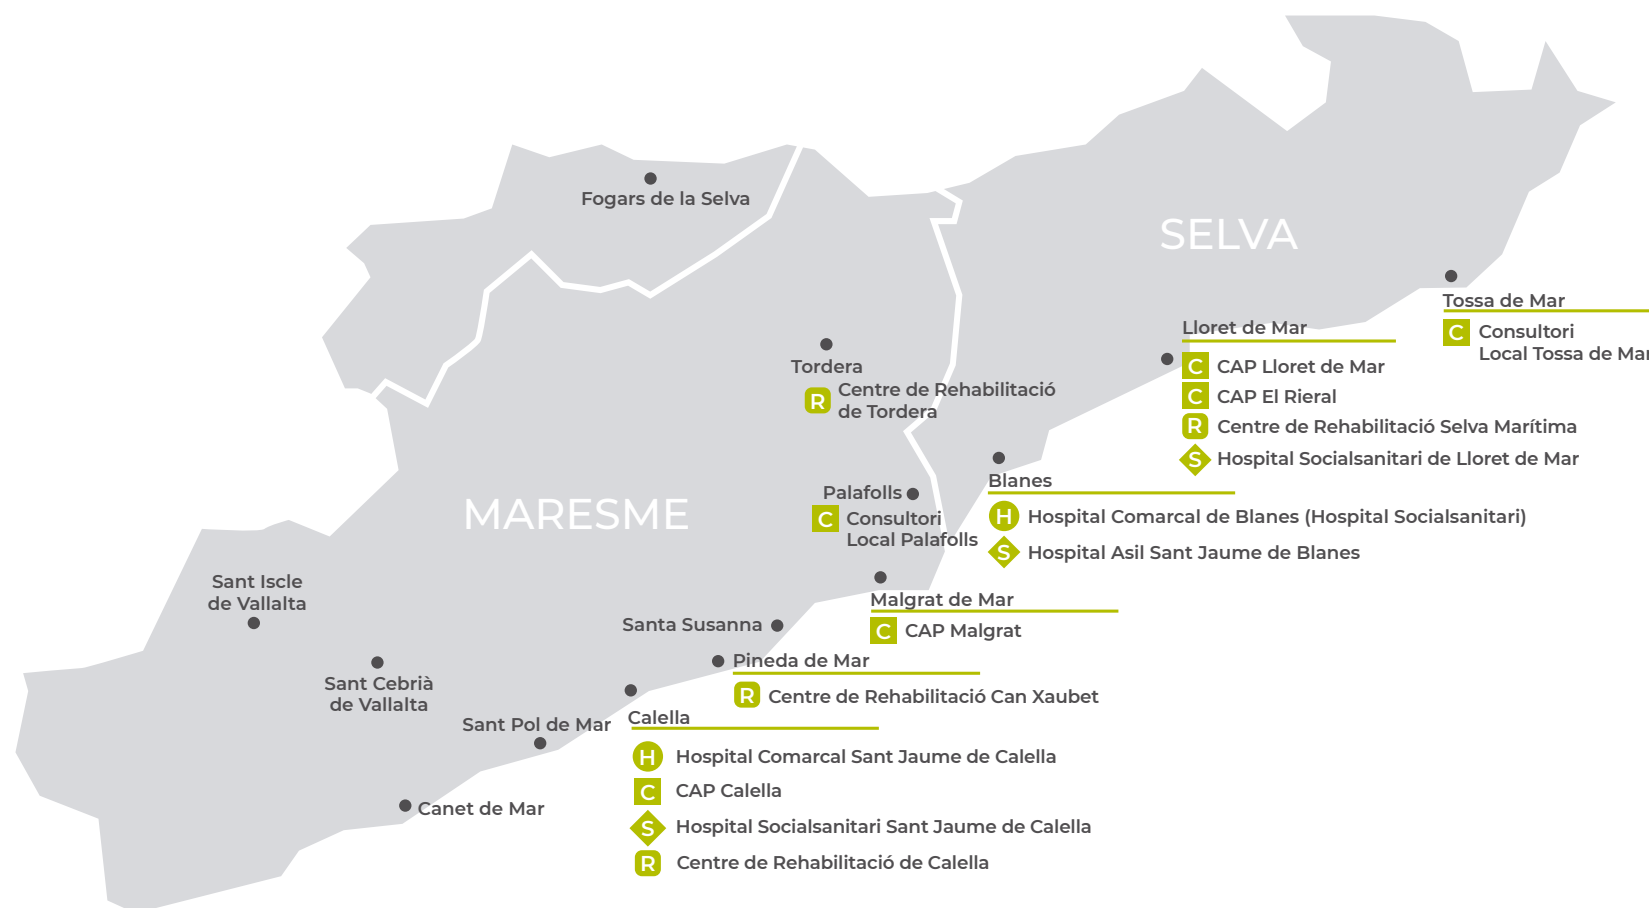 Fogars de la Selva
SELVA
Tossa de Mar
C Consultori
Local Tossa de Mar
Lloret de Mar
C CAP Lloret de Mar
C CAP El Rieral
R Centre de Rehabilitació Selva Marítima
S Hospital Socialsanitari de Lloret de Mar
Tordera
R Centre de Rehabilitació
de Tordera
Blanes
H Hospital Comarcal de Blanes (Hospital Socialsanitari)
S Hospital Asil Sant Jaume de Blanes
Palafolls
C Consultori
Local Palafolls
MARESME
Malgrat de Mar
C CAP Malgrat
Sant Iscle
de Vallalta
Santa Susanna
Pineda de Mar
R Centre de Rehabilitació Can Xaubet
Sant Cebrià
de Vallalta
Sant Pol de Mar
Calella
H Hospital Comarcal Sant Jaume de Calella
C CAP Calella
S Hospital Socialsanitari Sant Jaume de Calella
R Centre de Rehabilitació de Calella
Canet de Mar